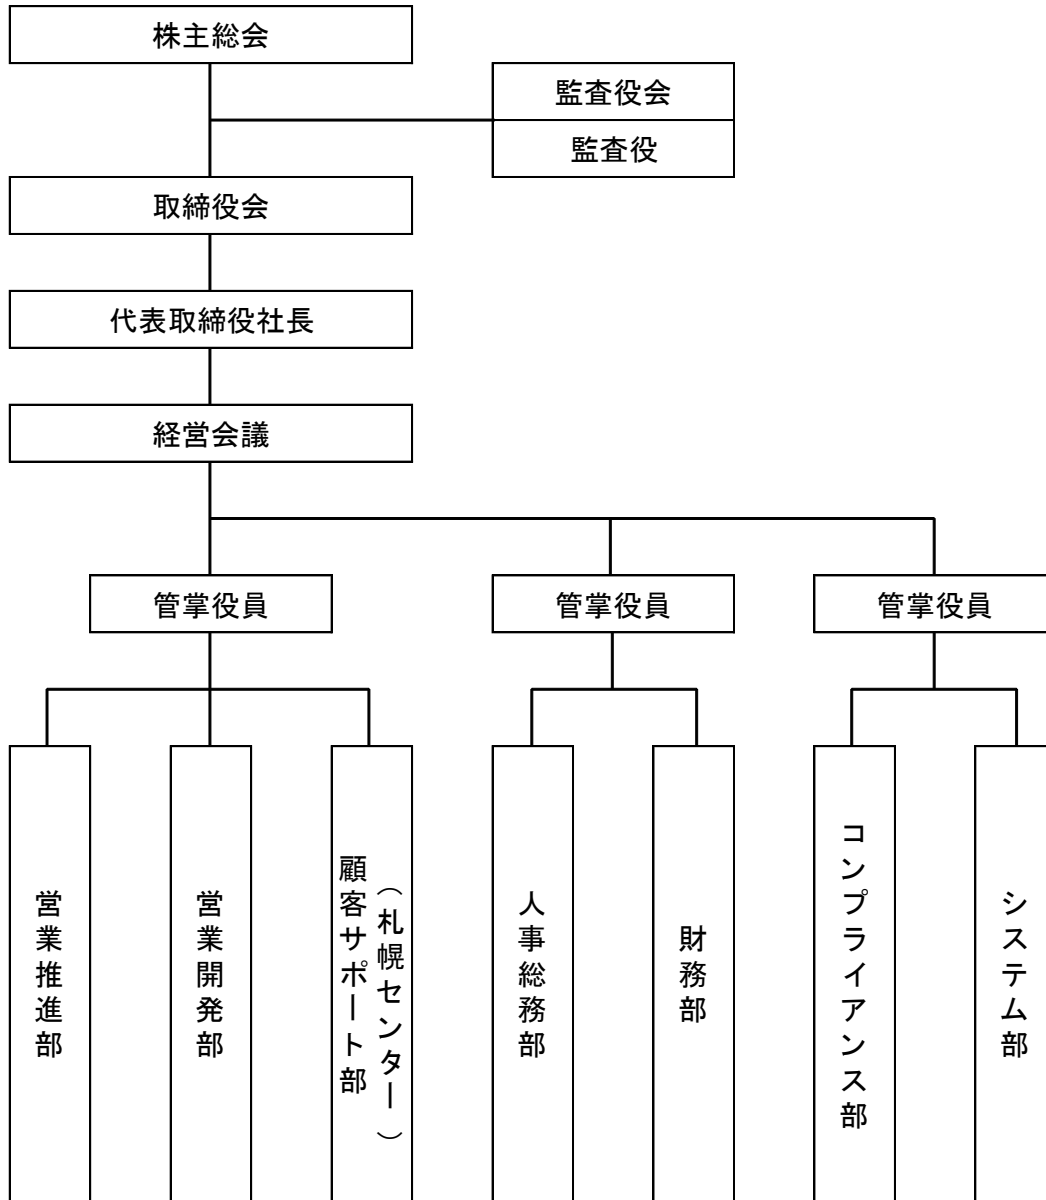 株主総会
監査役会
監査役
取締役会
代表取締役社長
経営会議
管掌役員
管掌役員
管掌役員
営業推進部
営業開発部
顧客サポート部
（札幌センター）
人事総務部
財務部
コンプライアンス部
システム部